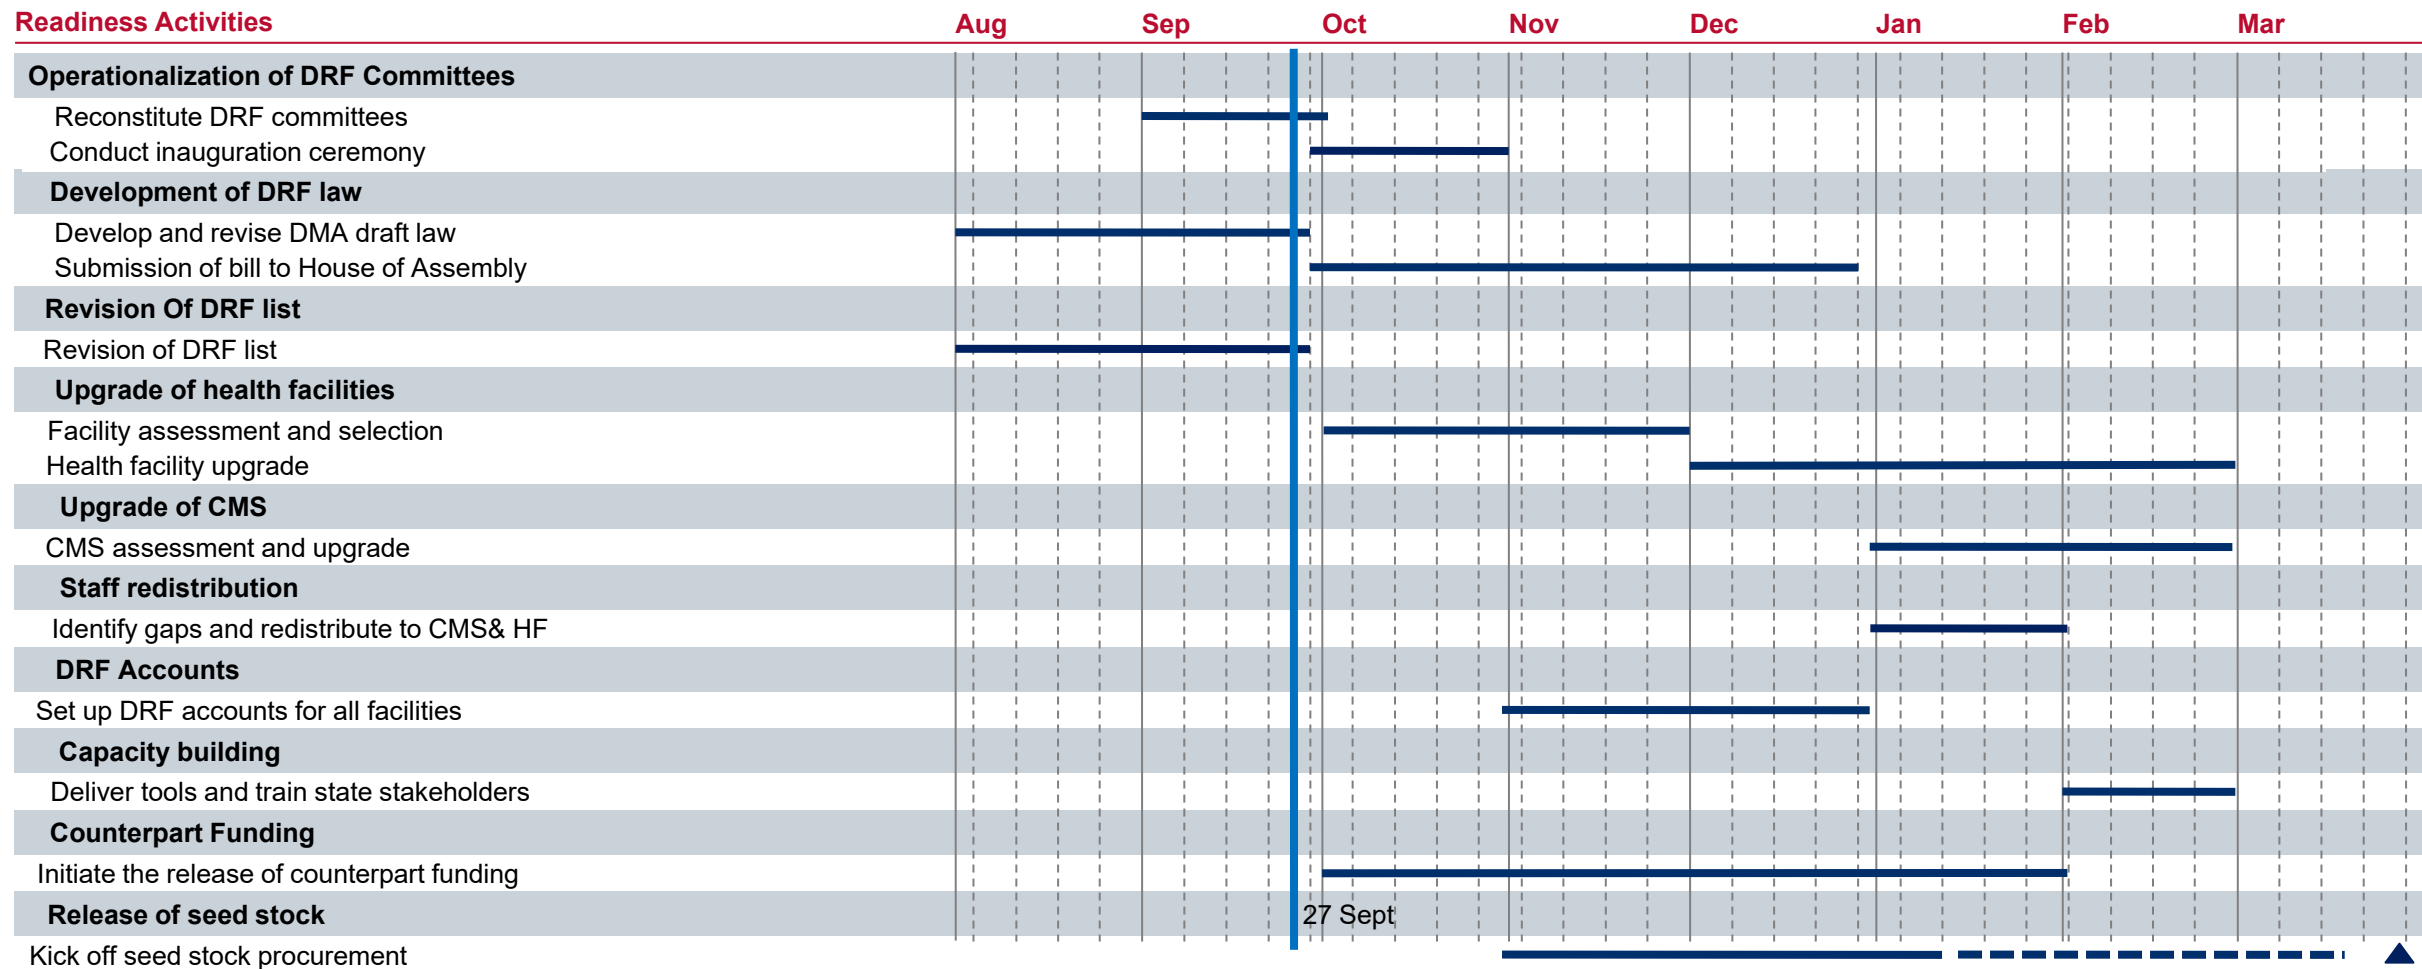 Readiness Activities Aug Sep Oct Nov Dec Jan Feb Mar
Operationalization of DRF Committees
Reconstitute DRF committees
Conduct inauguration ceremony
Development of DRF law
Develop and revise DMA draft law
Submission of bill to House of Assembly
Revision Of DRF list
Revision of DRF list
Upgrade of health facilities
Facility assessment and selection
Health facility upgrade
Upgrade of CMS
CMS assessment and upgrade
Staff redistribution
Identify gaps and redistribute to CMS& HF
DRF Accounts
Set up DRF accounts for all facilities
Capacity building
Deliver tools and train state stakeholders
Counterpart Funding
Initiate the release of counterpart funding
Release of seed stock 27 Sept
Kick off seed stock procurement